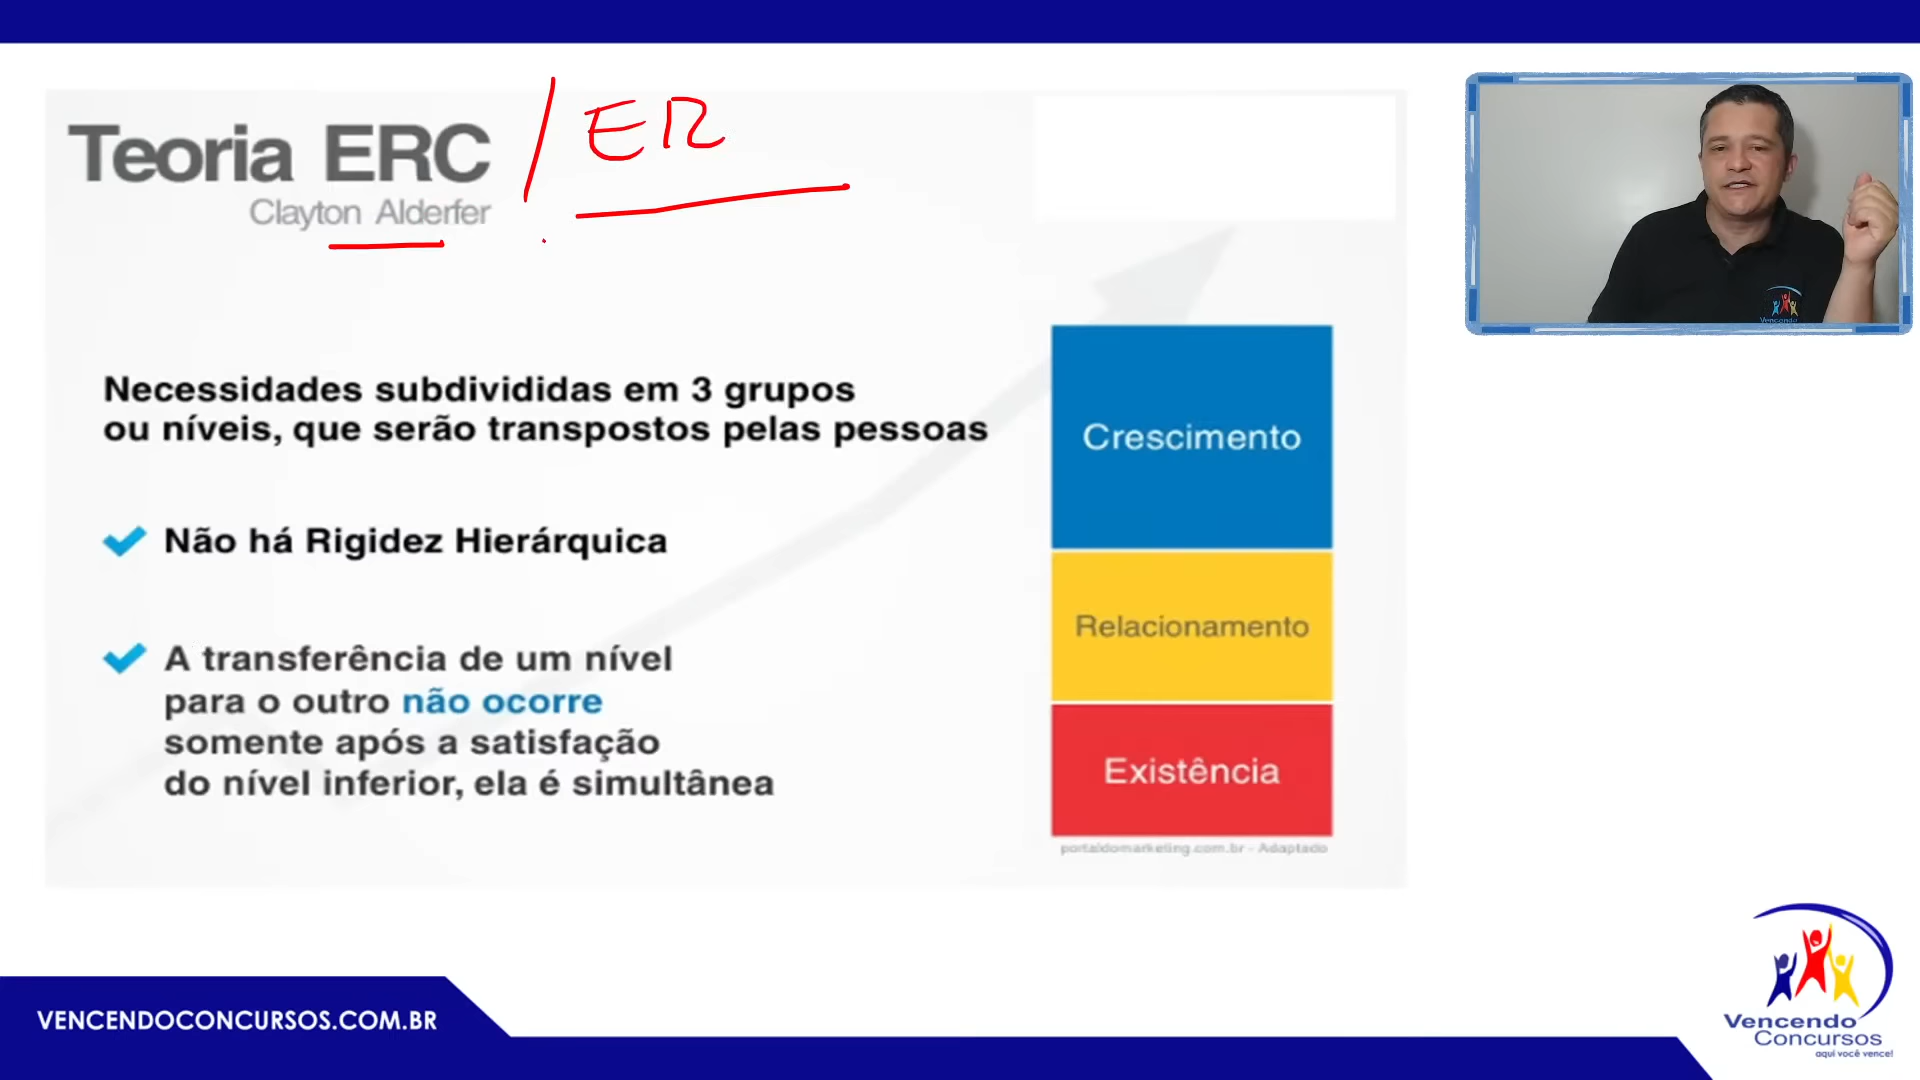 Teoria ERC / ER
Clayton Alderfer
Necessidades subdivididas em 3 grupos
ou níveis, que serão transpostos pelas pessoas
Não há Rigidez Hierárquica
A transferência de um nível
para o outro não ocorre
somente após a satisfação
do nível inferior, ela é simultânea
Crescimento
Relacionamento
Existência
portaldomarketing.com.br - Adaptado
VENCENDOCONCURSOS.COM.BR
Vencendo
Concursos
aqui você vence!
Vencendo